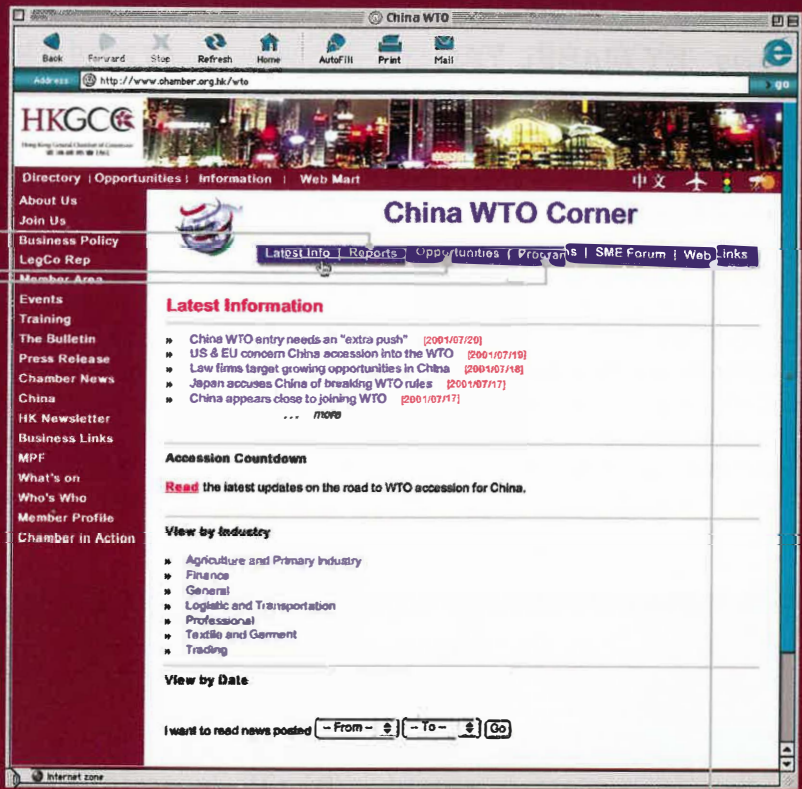 China WTO
Back Forward Stop Refresh Home AutoFill Print Mail
Address http://www.chamber.org.hk/wto go
HKGCC
Hong Kong General Chamber of Commerce
Directory | Opportunities | Information | Web Mart 中文
About Us
Join Us
Business Policy
LegCo Rep
Member Area
Events
Training
The Bulletin
Press Release
Chamber News
China
HK Newsletter
Business Links
MPF
What's on
Who's Who
Member Profile
Chamber in Action
China WTO Corner
Latest Info | Reports | Opportunities | Programs | SME Forum | Web Links
Latest Information
» China WTO entry needs an "extra push" [2001/07/20]
» US & EU concern China accession into the WTO [2001/07/19]
» Law firms target growing opportunities in China [2001/07/18]
» Japan accuses China of breaking WTO rules [2001/07/17]
» China appears close to joining WTO [2001/07/17]
... more
Accession Countdown
Read the latest updates on the road to WTO accession for China.
View by Industry
» Agriculture and Primary Industry
» Finance
» General
» Logistic and Transportation
» Professional
» Textile and Garment
» Trading
View by Date
I want to read news posted – From – – To – Go
Internet zone